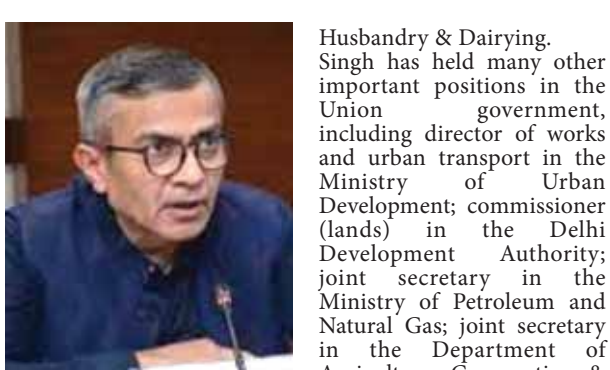 Husbandry & Dairying.
Singh has held many other
important positions in the
Union government,
including director of works
and urban transport in the
Ministry of Urban
Development; commissioner
(lands) in the Delhi
Development Authority;
joint secretary in the
Ministry of Petroleum and
Natural Gas; joint secretary
in the Department of